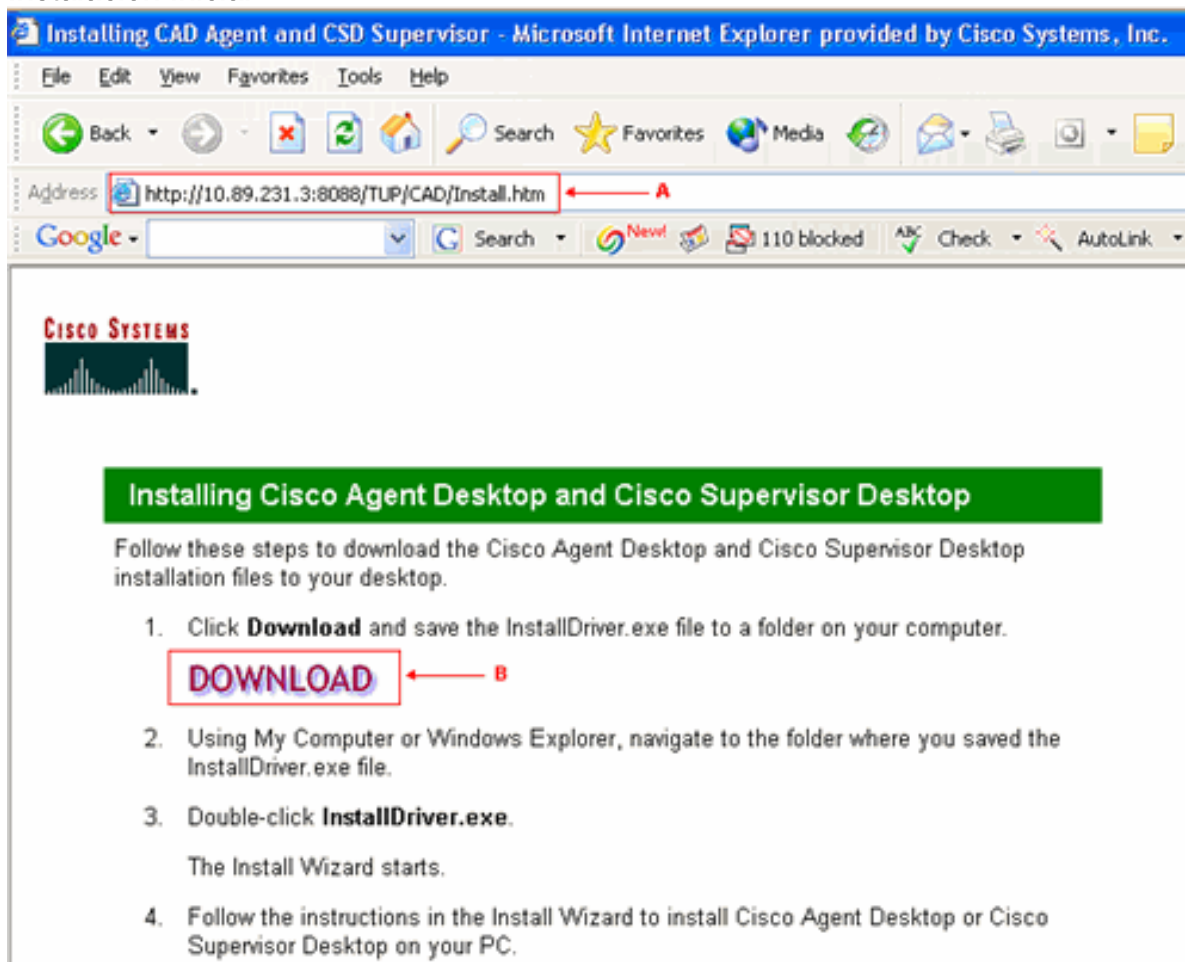 Installing CAD Agent and CSD Supervisor - Microsoft Internet Explorer provided by Cisco Systems, Inc.
File Edit View Favorites Tools Help
Back Search Favorites Media
Address http://10.89.231.3:8088/TUP/CAD/Install.htm A
Google Search New! 110 blocked ABC Check AutoLink
CISCO SYSTEMS
Installing Cisco Agent Desktop and Cisco Supervisor Desktop
Follow these steps to download the Cisco Agent Desktop and Cisco Supervisor Desktop
installation files to your desktop.
1. Click Download and save the InstallDriver.exe file to a folder on your computer.
DOWNLOAD B
2. Using My Computer or Windows Explorer, navigate to the folder where you saved the
InstallDriver.exe file.
3. Double-click InstallDriver.exe.
The Install Wizard starts.
4. Follow the instructions in the Install Wizard to install Cisco Agent Desktop or Cisco
Supervisor Desktop on your PC.